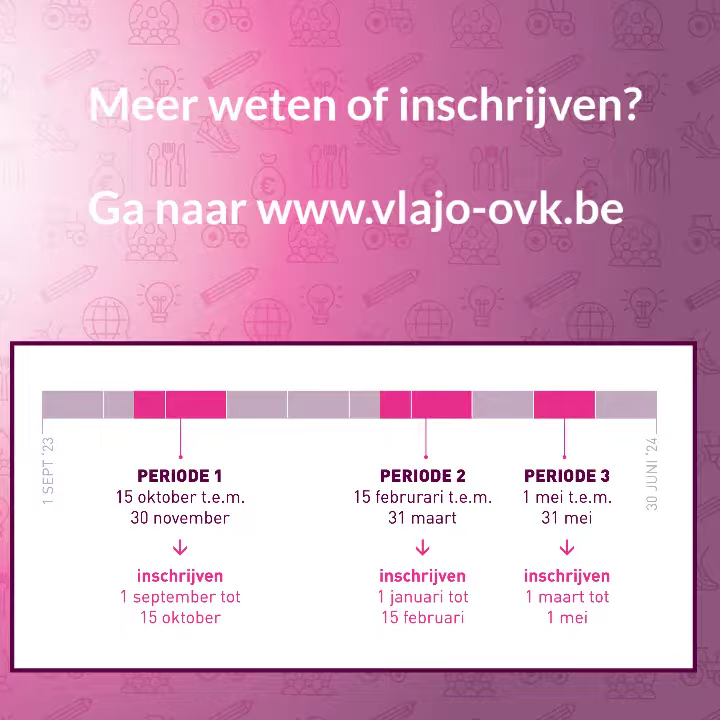 Meer weten of inschrijven?
Ga naar www.vlajo-ovk.be
1 SEPT '23
30 JUNI '24
PERIODE 1
15 oktober t.e.m.
30 november
inschrijven
1 september tot
15 oktober
PERIODE 2
15 februrari t.e.m.
31 maart
inschrijven
1 januari tot
15 februari
PERIODE 3
1 mei t.e.m.
31 mei
inschrijven
1 maart tot
1 mei